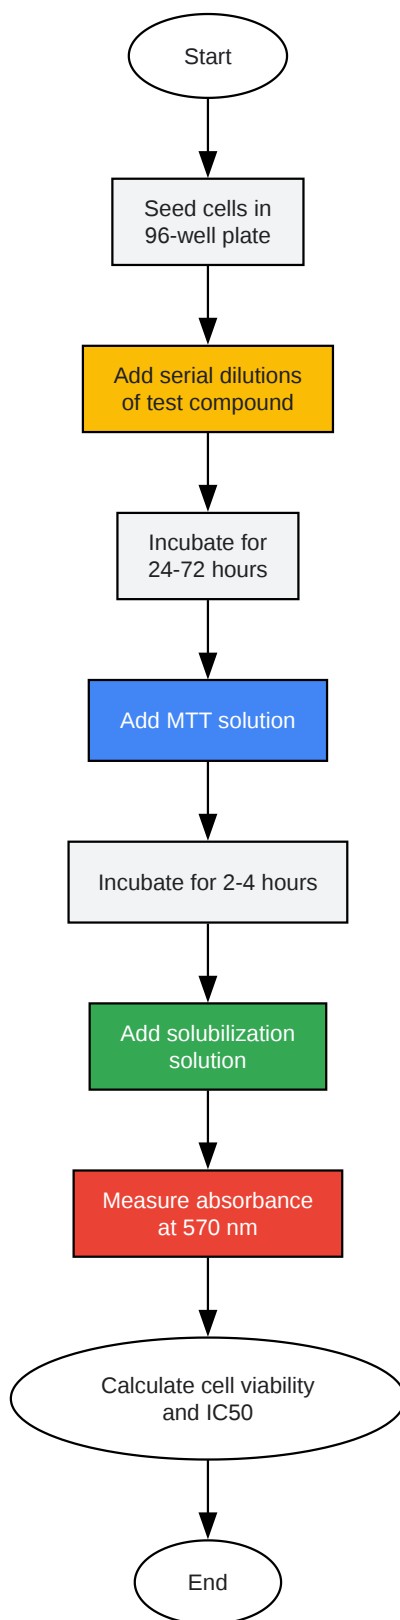 Start
Seed cells in
96-well plate
Add serial dilutions
of test compound
Incubate for
24-72 hours
Add MTT solution
Incubate for 2-4 hours
Add solubilization
solution
Measure absorbance
at 570 nm
Calculate cell viability
and IC50
End